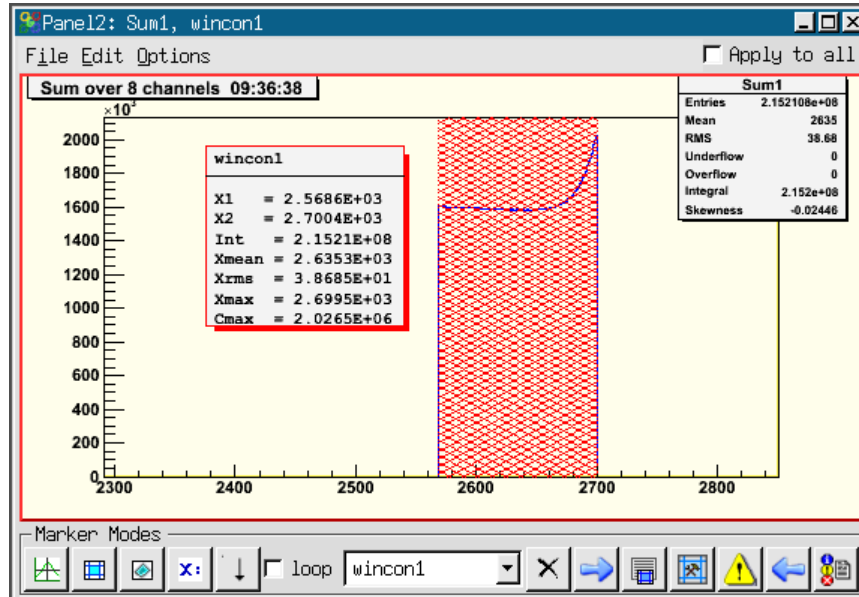 Panel2: Sum1, wincon1
File Edit Options
Apply to all
Sum over 8 channels 09:36:38
×10³
2000
1800
1600
1400
1200
1000
800
600
400
200
0
2300 2400 2500 2600 2700 2800
wincon1
X1 = 2.5686E+03
X2 = 2.7004E+03
Int = 2.1521E+08
Xmean = 2.6353E+03
Xrms = 3.8685E+01
Xmax = 2.6995E+03
Cmax = 2.0265E+06
Sum1
Entries 2.152108e+08
Mean 2635
RMS 38.68
Underflow 0
Overflow 0
Integral 2.152e+08
Skewness -0.02446
Marker Modes
X: loop wincon1